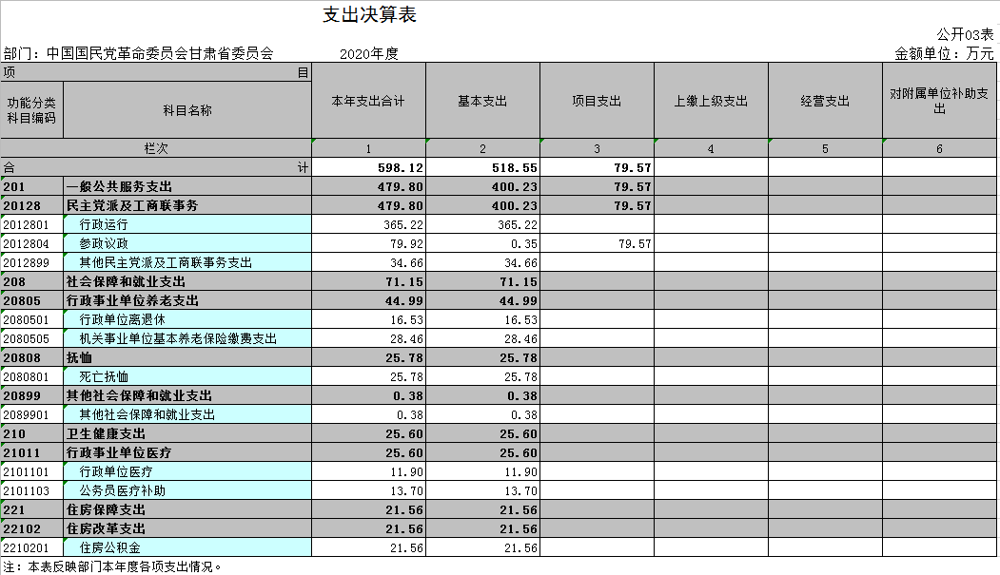 支出决算表
公开03表
部门：中国国民党革命委员会甘肃省委员会 2020年度 金额单位：万元
项 目
功能分类科目编码 科目名称 本年支出合计 基本支出 项目支出 上缴上级支出 经营支出 对附属单位补助支出
栏次 1 2 3 4 5 6
合 计 598.12 518.55 79.57
201 一般公共服务支出 479.80 400.23 79.57
20128 民主党派及工商联事务 479.80 400.23 79.57
2012801 行政运行 365.22 365.22
2012804 参政议政 79.92 0.35 79.57
2012899 其他民主党派及工商联事务支出 34.66 34.66
208 社会保障和就业支出 71.15 71.15
20805 行政事业单位养老支出 44.99 44.99
2080501 行政单位离退休 16.53 16.53
2080505 机关事业单位基本养老保险缴费支出 28.46 28.46
20808 抚恤 25.78 25.78
2080801 死亡抚恤 25.78 25.78
20899 其他社会保障和就业支出 0.38 0.38
2089901 其他社会保障和就业支出 0.38 0.38
210 卫生健康支出 25.60 25.60
21011 行政事业单位医疗 25.60 25.60
2101101 行政单位医疗 11.90 11.90
2101103 公务员医疗补助 13.70 13.70
221 住房保障支出 21.56 21.56
22102 住房改革支出 21.56 21.56
2210201 住房公积金 21.56 21.56
注：本表反映部门本年度各项支出情况。